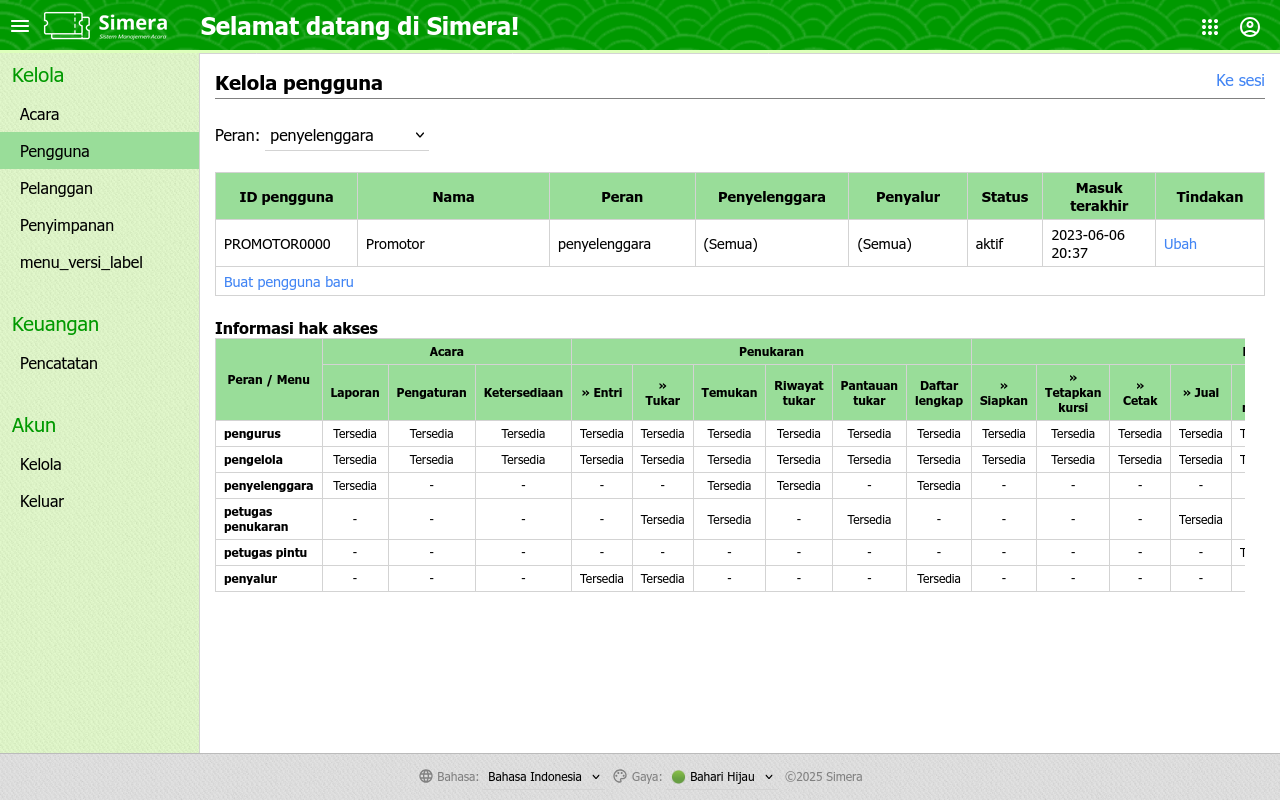 Simera
Sistem Manajemen Acara
Selamat datang di Simera!
Kelola
Acara
Pengguna
Pelanggan
Penyimpanan
menu_versi_label
Keuangan
Pencatatan
Akun
Kelola
Keluar
Kelola pengguna
Ke sesi
Peran: penyelenggara
ID pengguna Nama Peran Penyelenggara Penyalur Status Masuk terakhir Tindakan
PROMOTOR0000 Promotor penyelenggara (Semua) (Semua) aktif 2023-06-06 20:37 Ubah
Buat pengguna baru
Informasi hak akses
Peran / Menu Acara Penukaran
Laporan Pengaturan Ketersediaan » Entri » Tukar Temukan Riwayat tukar Pantauan tukar Daftar lengkap » Siapkan » Tetapkan kursi » Cetak » Jual
pengurus Tersedia Tersedia Tersedia Tersedia Tersedia Tersedia Tersedia Tersedia Tersedia Tersedia Tersedia Tersedia Tersedia
pengelola Tersedia Tersedia Tersedia Tersedia Tersedia Tersedia Tersedia Tersedia Tersedia Tersedia Tersedia Tersedia Tersedia
penyelenggara Tersedia - - - - Tersedia Tersedia - Tersedia - - - -
petugas penukaran - - - - Tersedia Tersedia - Tersedia - - - - Tersedia
petugas pintu - - - - - - - - - - - - -
penyalur - - - Tersedia Tersedia - - - Tersedia - - - -
Bahasa: Bahasa Indonesia Gaya: Bahari Hijau ©2025 Simera